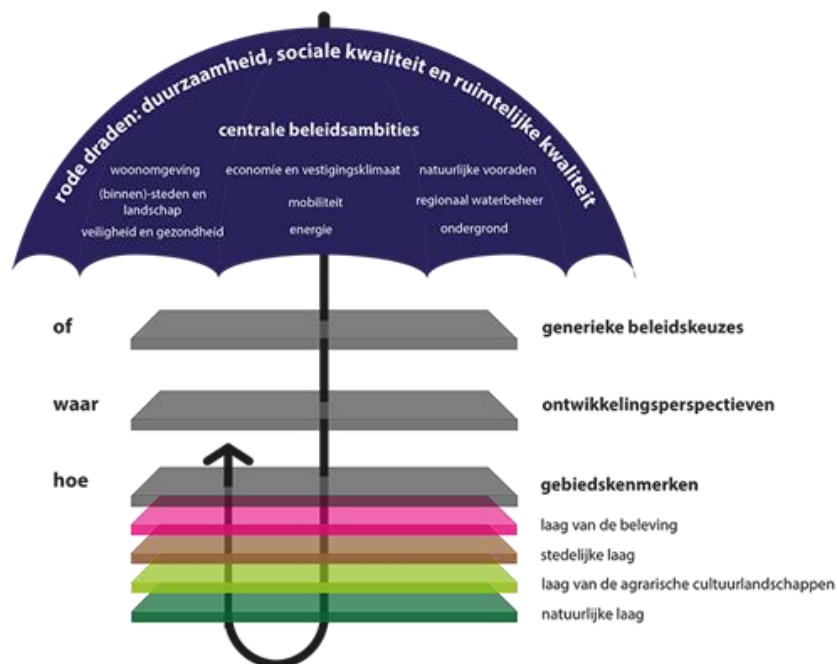 rode draden: duurzaamheid, sociale kwaliteit en ruimtelijke kwaliteit
centrale beleidsambities
woonomgeving
economie en vestigingsklimaat
natuurlijke vooraden
(binnen)-steden en
landschap
mobiliteit
regionaal waterbeheer
veiligheid en gezondheid
energie
ondergrond
of
generieke beleidskeuzes
waar
ontwikkelingsperspectieven
hoe
gebiedskenmerken
laag van de beleving
stedelijke laag
laag van de agrarische cultuurlandschappen
natuurlijke laag